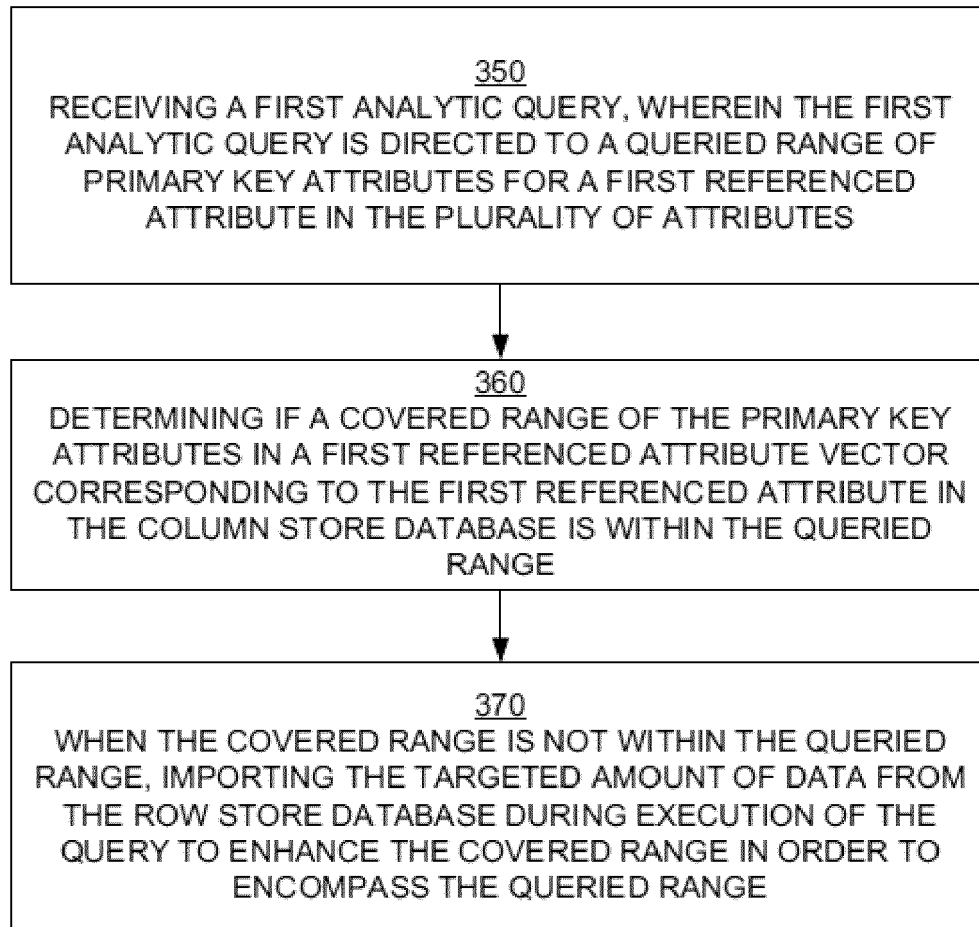 350
RECEIVING A FIRST ANALYTIC QUERY, WHEREIN THE FIRST
ANALYTIC QUERY IS DIRECTED TO A QUERIED RANGE OF
PRIMARY KEY ATTRIBUTES FOR A FIRST REFERENCED
ATTRIBUTE IN THE PLURALITY OF ATTRIBUTES
360
DETERMINING IF A COVERED RANGE OF THE PRIMARY KEY
ATTRIBUTES IN A FIRST REFERENCED ATTRIBUTE VECTOR
CORRESPONDING TO THE FIRST REFERENCED ATTRIBUTE IN
THE COLUMN STORE DATABASE IS WITHIN THE QUERIED
RANGE
370
WHEN THE COVERED RANGE IS NOT WITHIN THE QUERIED
RANGE, IMPORTING THE TARGETED AMOUNT OF DATA FROM
THE ROW STORE DATABASE DURING EXECUTION OF THE
QUERY TO ENHANCE THE COVERED RANGE IN ORDER TO
ENCOMPASS THE QUERIED RANGE